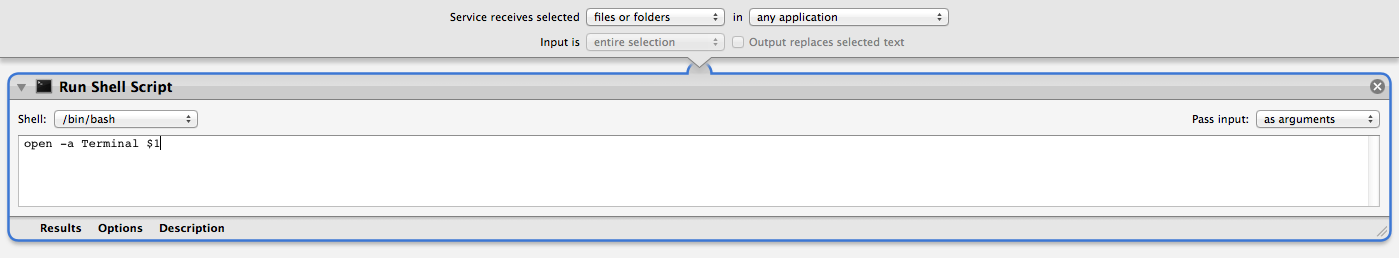 Service receives selected files or folders in any application
Input is entire selection Output replaces selected text
Run Shell Script
Shell: /bin/bash Pass input: as arguments
open -a Terminal $1
Results Options Description